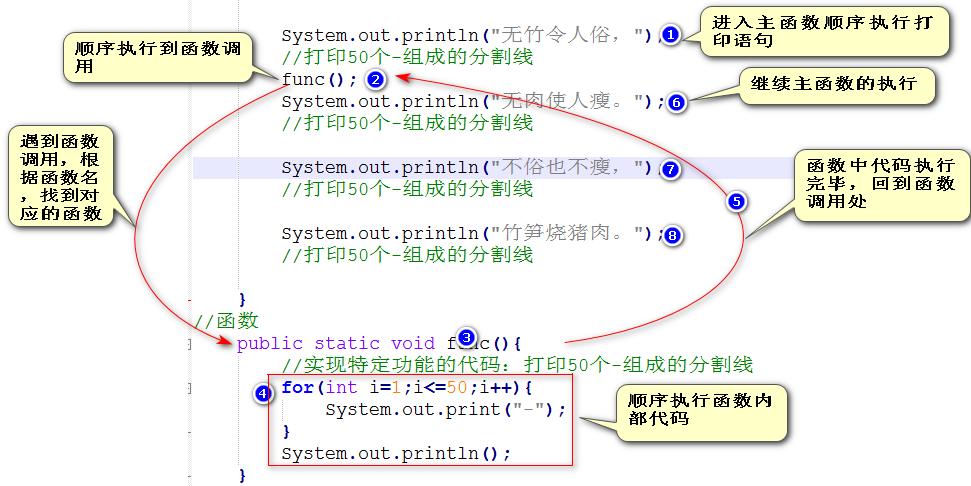 进入主函数顺序执行打
印语句
System.out.println("无竹令人俗，"); 1
顺序执行到函数调
用
//打印50个-组成的分割线
func(); 2
继续主函数的执行
System.out.println("无肉使人瘦。"); 6
//打印50个-组成的分割线
遇到函数
调用，根
据函数名
，找到对
应的函数
System.out.println("不俗也不瘦，"); 7
函数中代码执行
完毕，回到函数
调用处
//打印50个-组成的分割线
5
System.out.println("竹笋烧猪肉。"); 8
//打印50个-组成的分割线
}
//函数
3
public static void func(){
//实现特定功能的代码：打印50个-组成的分割线
4 for(int i=1;i<=50;i++){
System.out.print("-");
}
System.out.println();
顺序执行函数内
部代码
}